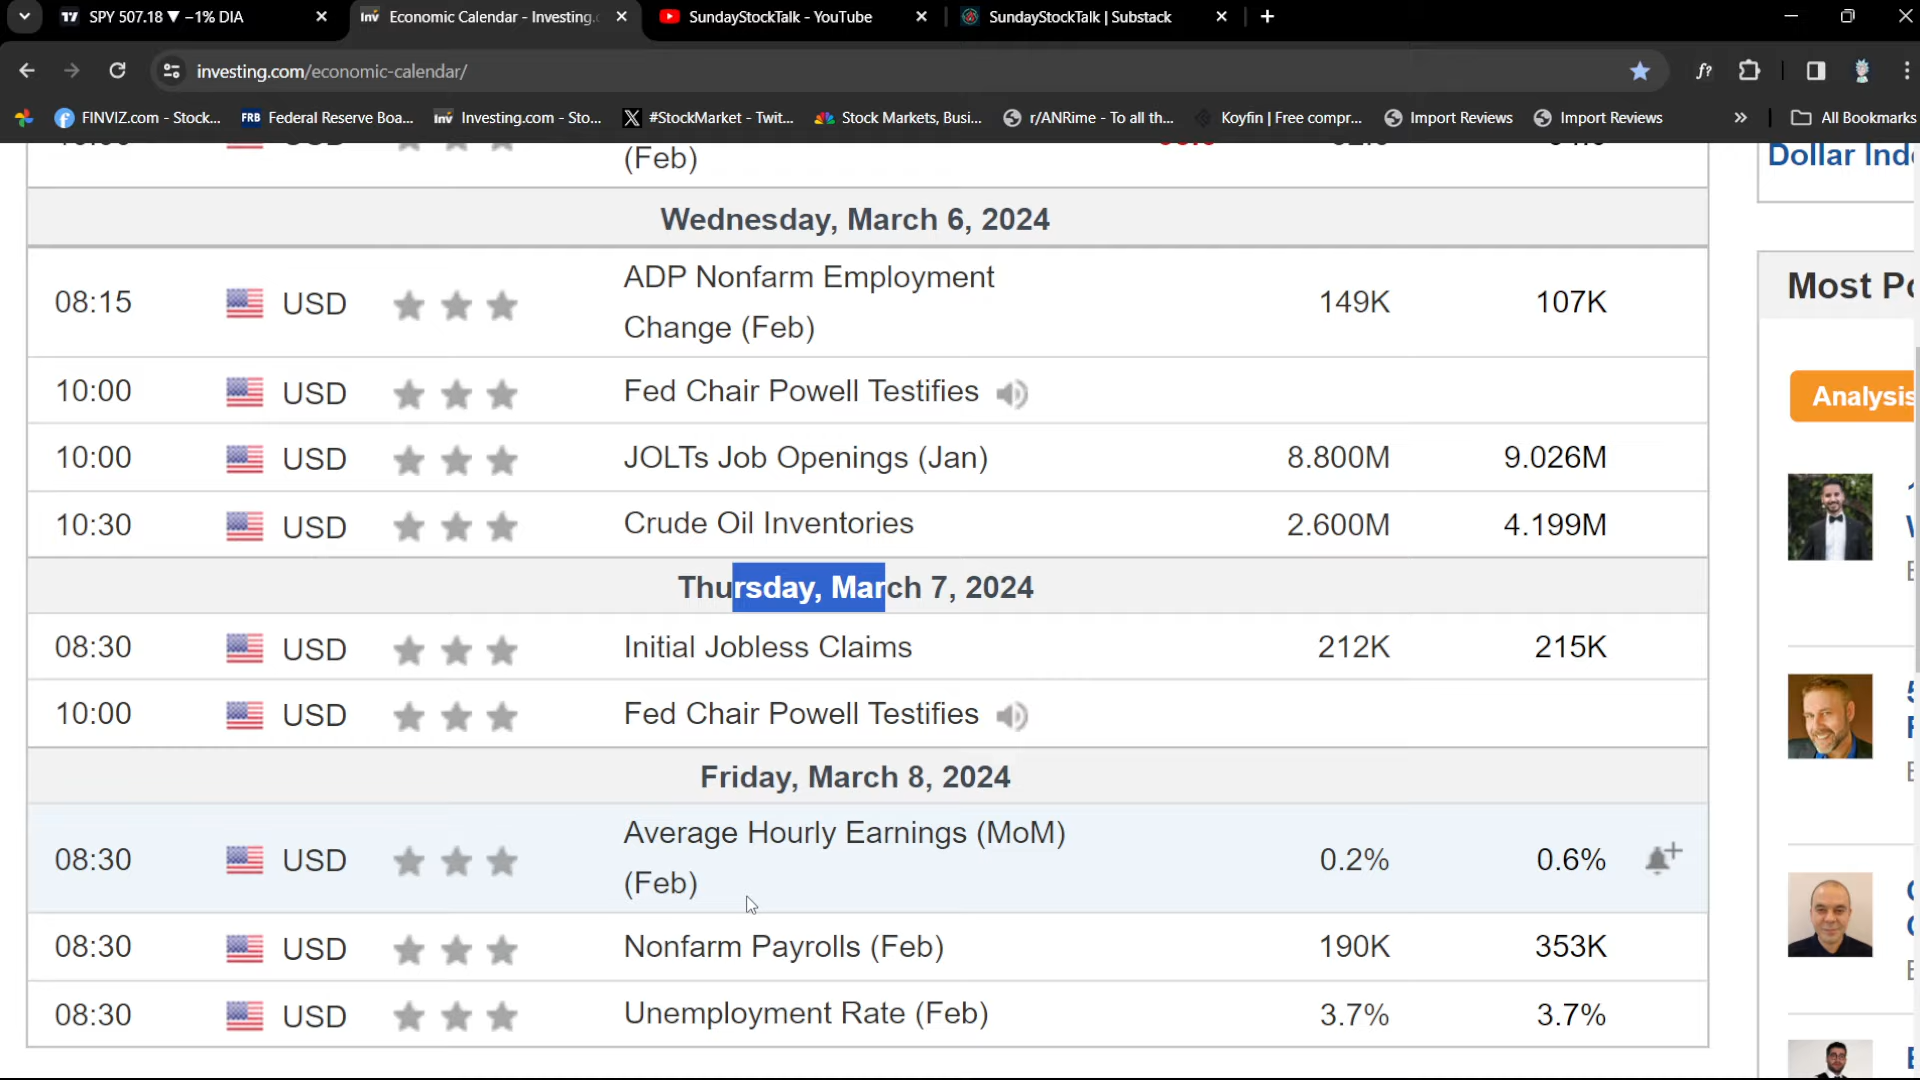 SPY 507.18 ▼ −1% DIA
Economic Calendar - Investing.
SundayStockTalk - YouTube
SundayStockTalk | Substack
investing.com/economic-calendar/
FINVIZ.com - Stock...
FRB Federal Reserve Boa...
Inv Investing.com - Sto...
#StockMarket - Twit...
Stock Markets, Busi...
r/ANRime - To all th...
Koyfin | Free compr...
Import Reviews
Import Reviews
All Bookmarks
USD
(Feb)
Wednesday, March 6, 2024
08:15 USD ADP Nonfarm Employment Change (Feb) 149K 107K
10:00 USD Fed Chair Powell Testifies
10:00 USD JOLTs Job Openings (Jan) 8.800M 9.026M
10:30 USD Crude Oil Inventories 2.600M 4.199M
Thursday, March 7, 2024
08:30 USD Initial Jobless Claims 212K 215K
10:00 USD Fed Chair Powell Testifies
Friday, March 8, 2024
08:30 USD Average Hourly Earnings (MoM) (Feb) 0.2% 0.6%
08:30 USD Nonfarm Payrolls (Feb) 190K 353K
08:30 USD Unemployment Rate (Feb) 3.7% 3.7%
Dollar Ind
Most Po
Analysis